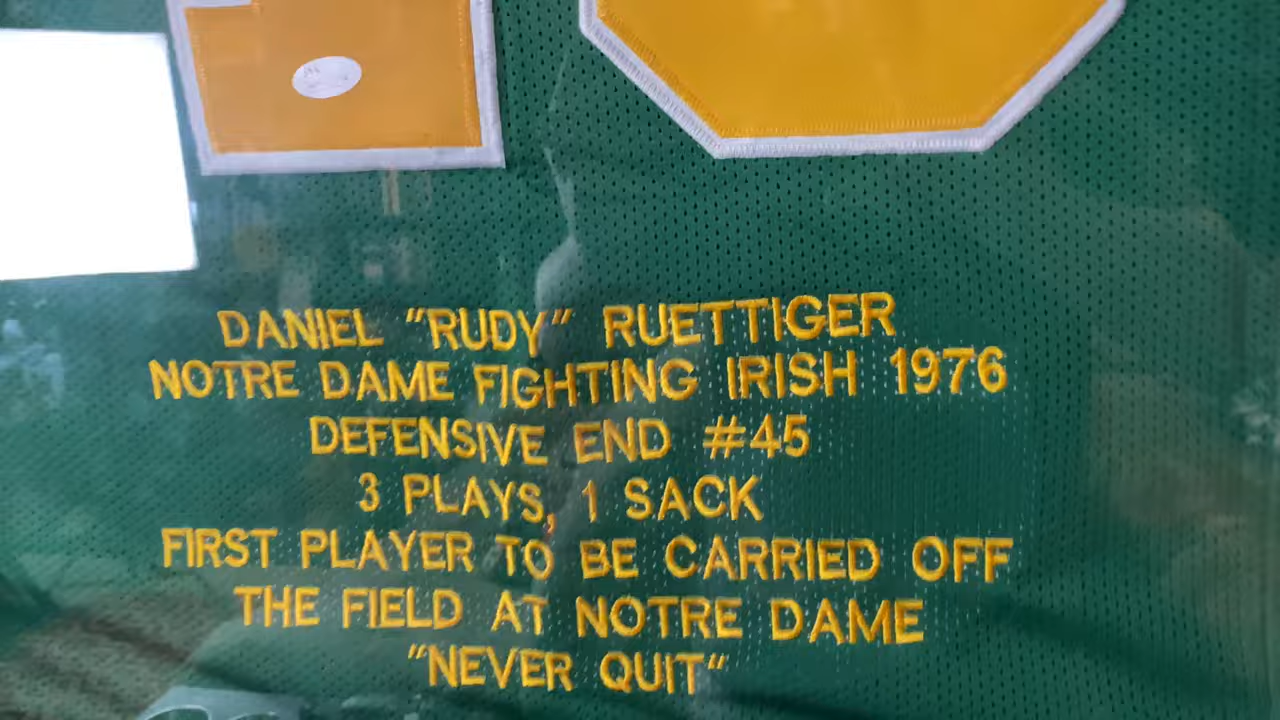 DANIEL "RUDY" RUETTIGER
NOTRE DAME FIGHTING IRISH 1976
DEFENSIVE END #45
3 PLAYS, 1 SACK
FIRST PLAYER TO BE CARRIED OFF
THE FIELD AT NOTRE DAME
"NEVER QUIT"